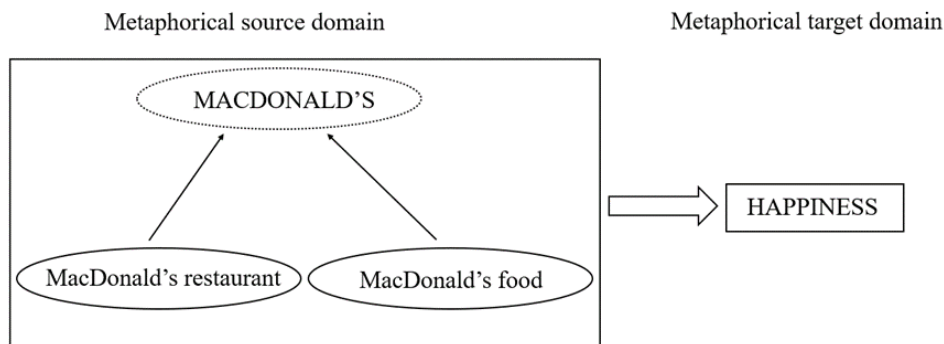 Metaphorical source domain
Metaphorical target domain
MACDONALD’S
HAPPINESS
MacDonald’s restaurant
MacDonald’s food